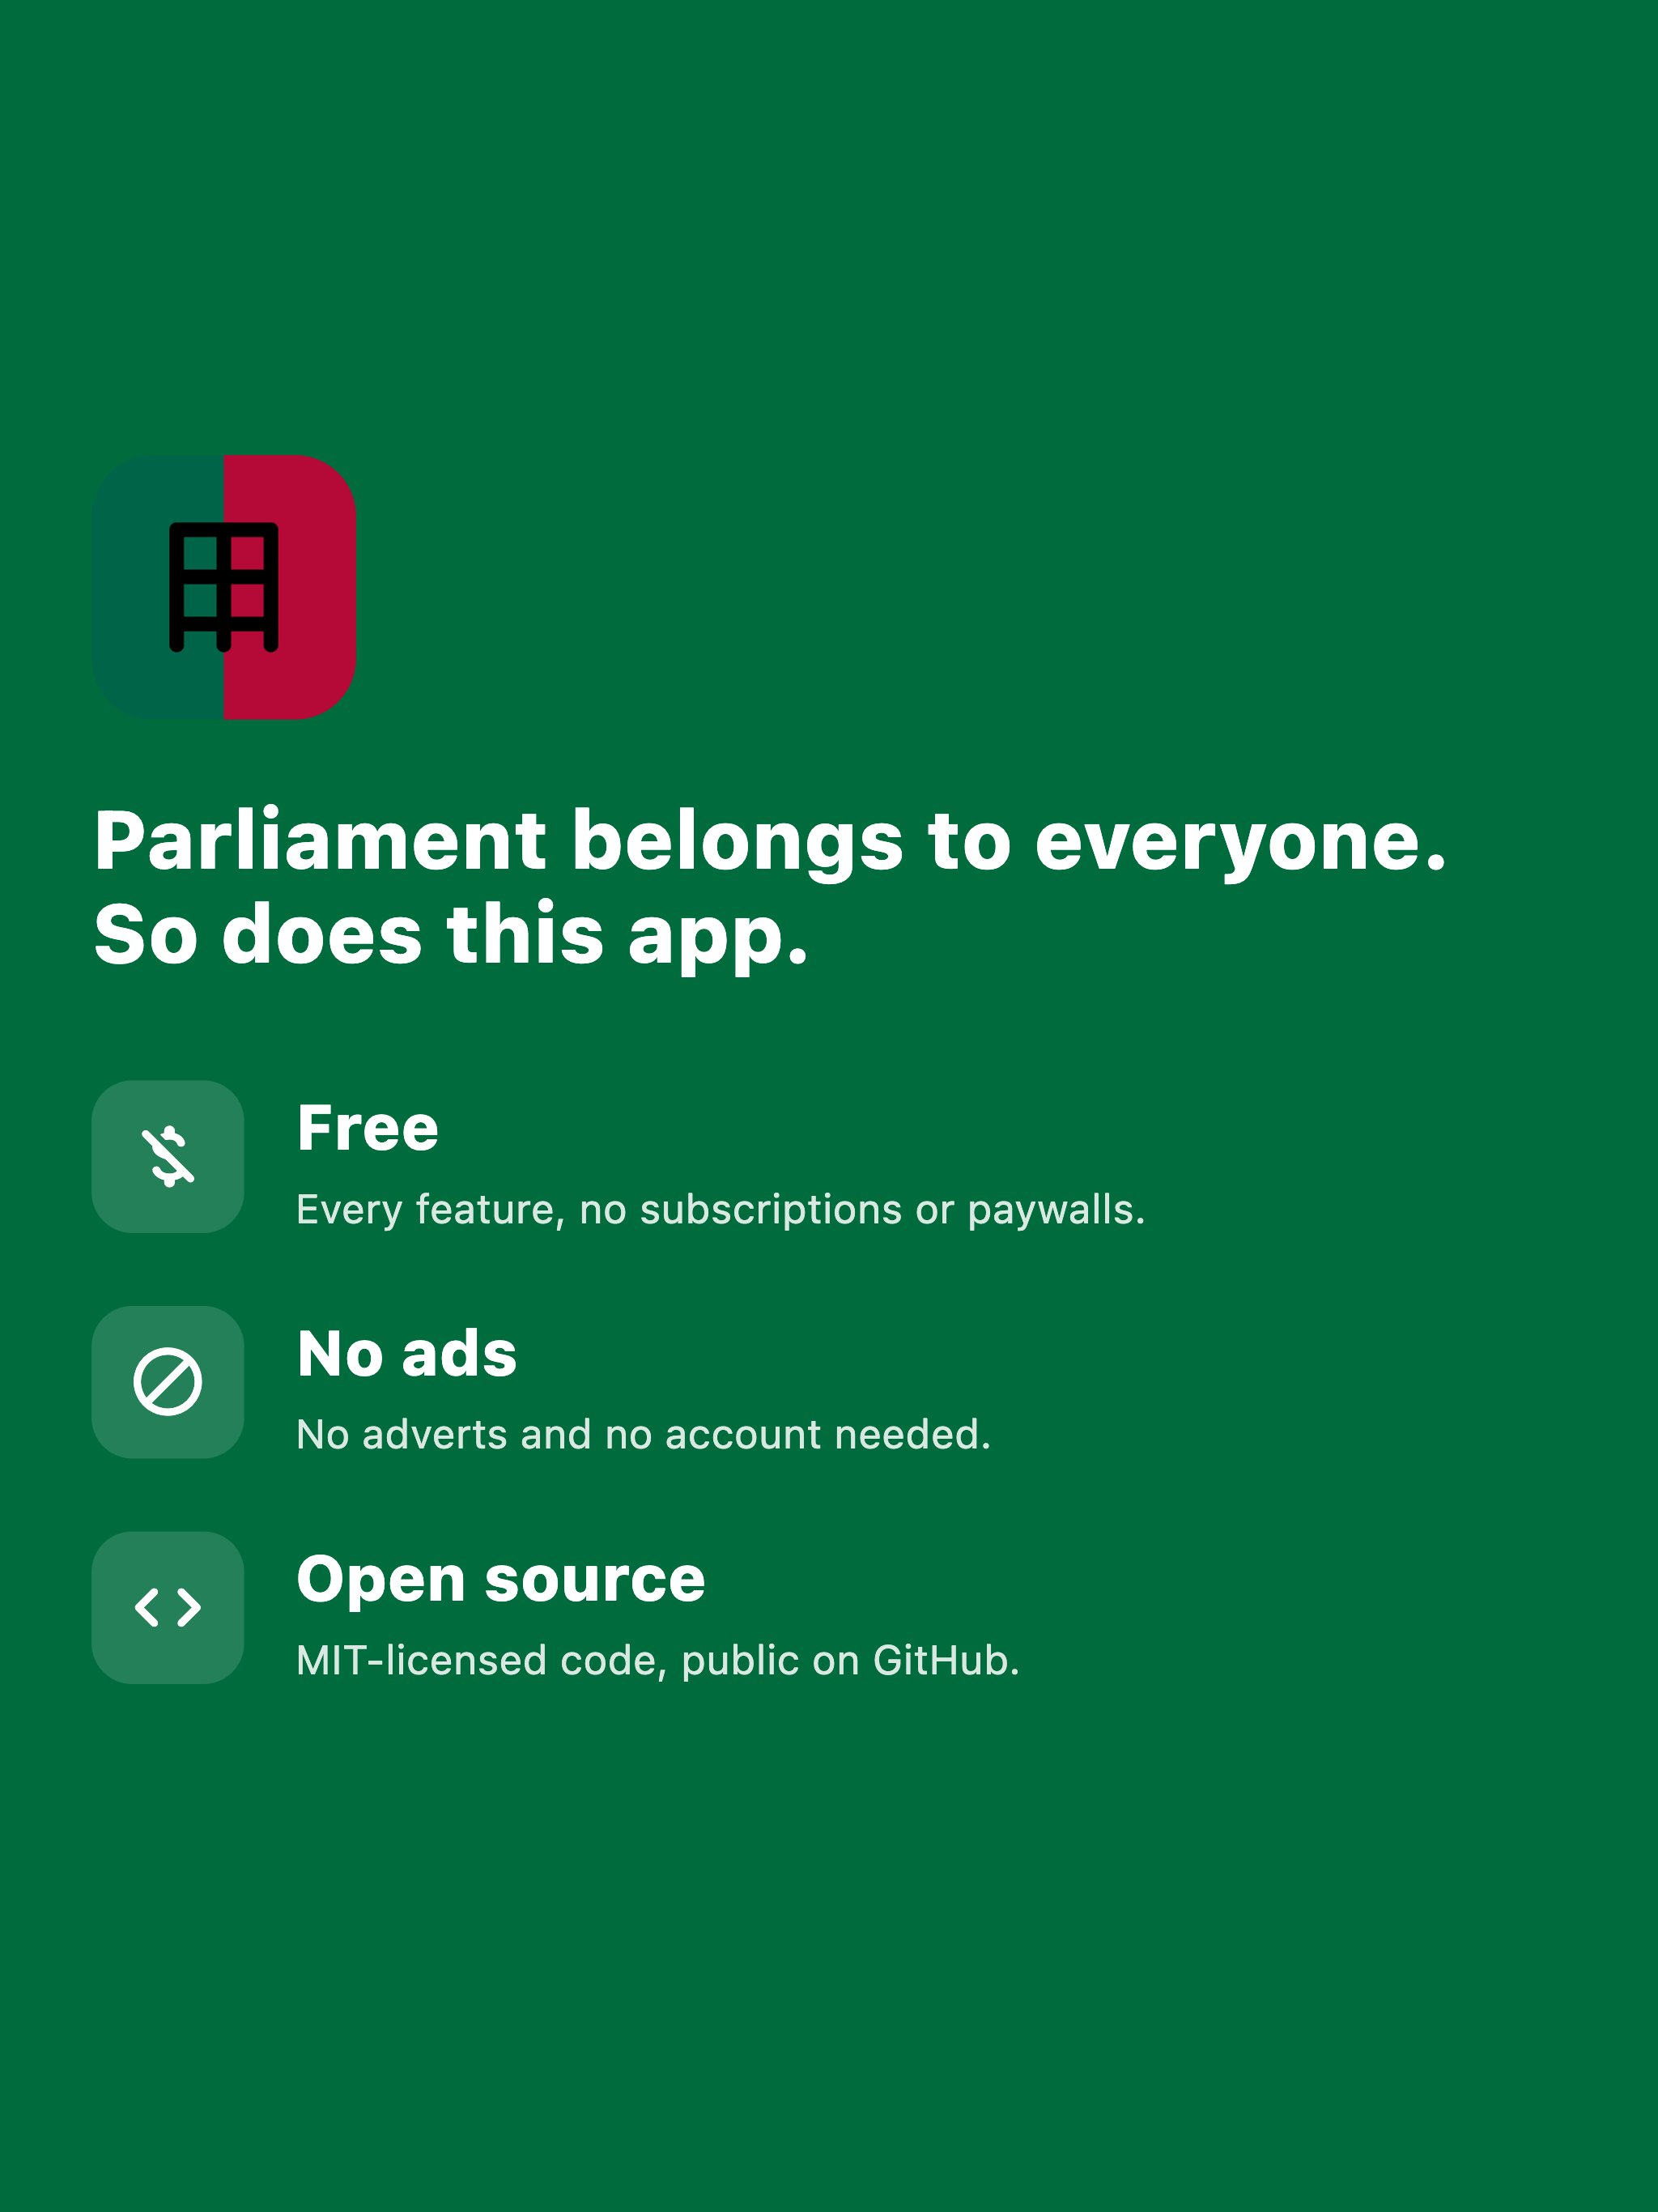 Parliament belongs to everyone.
So does this app.
Free
Every feature, no subscriptions or paywalls.
No ads
No adverts and no account needed.
Open source
MIT-licensed code, public on GitHub.